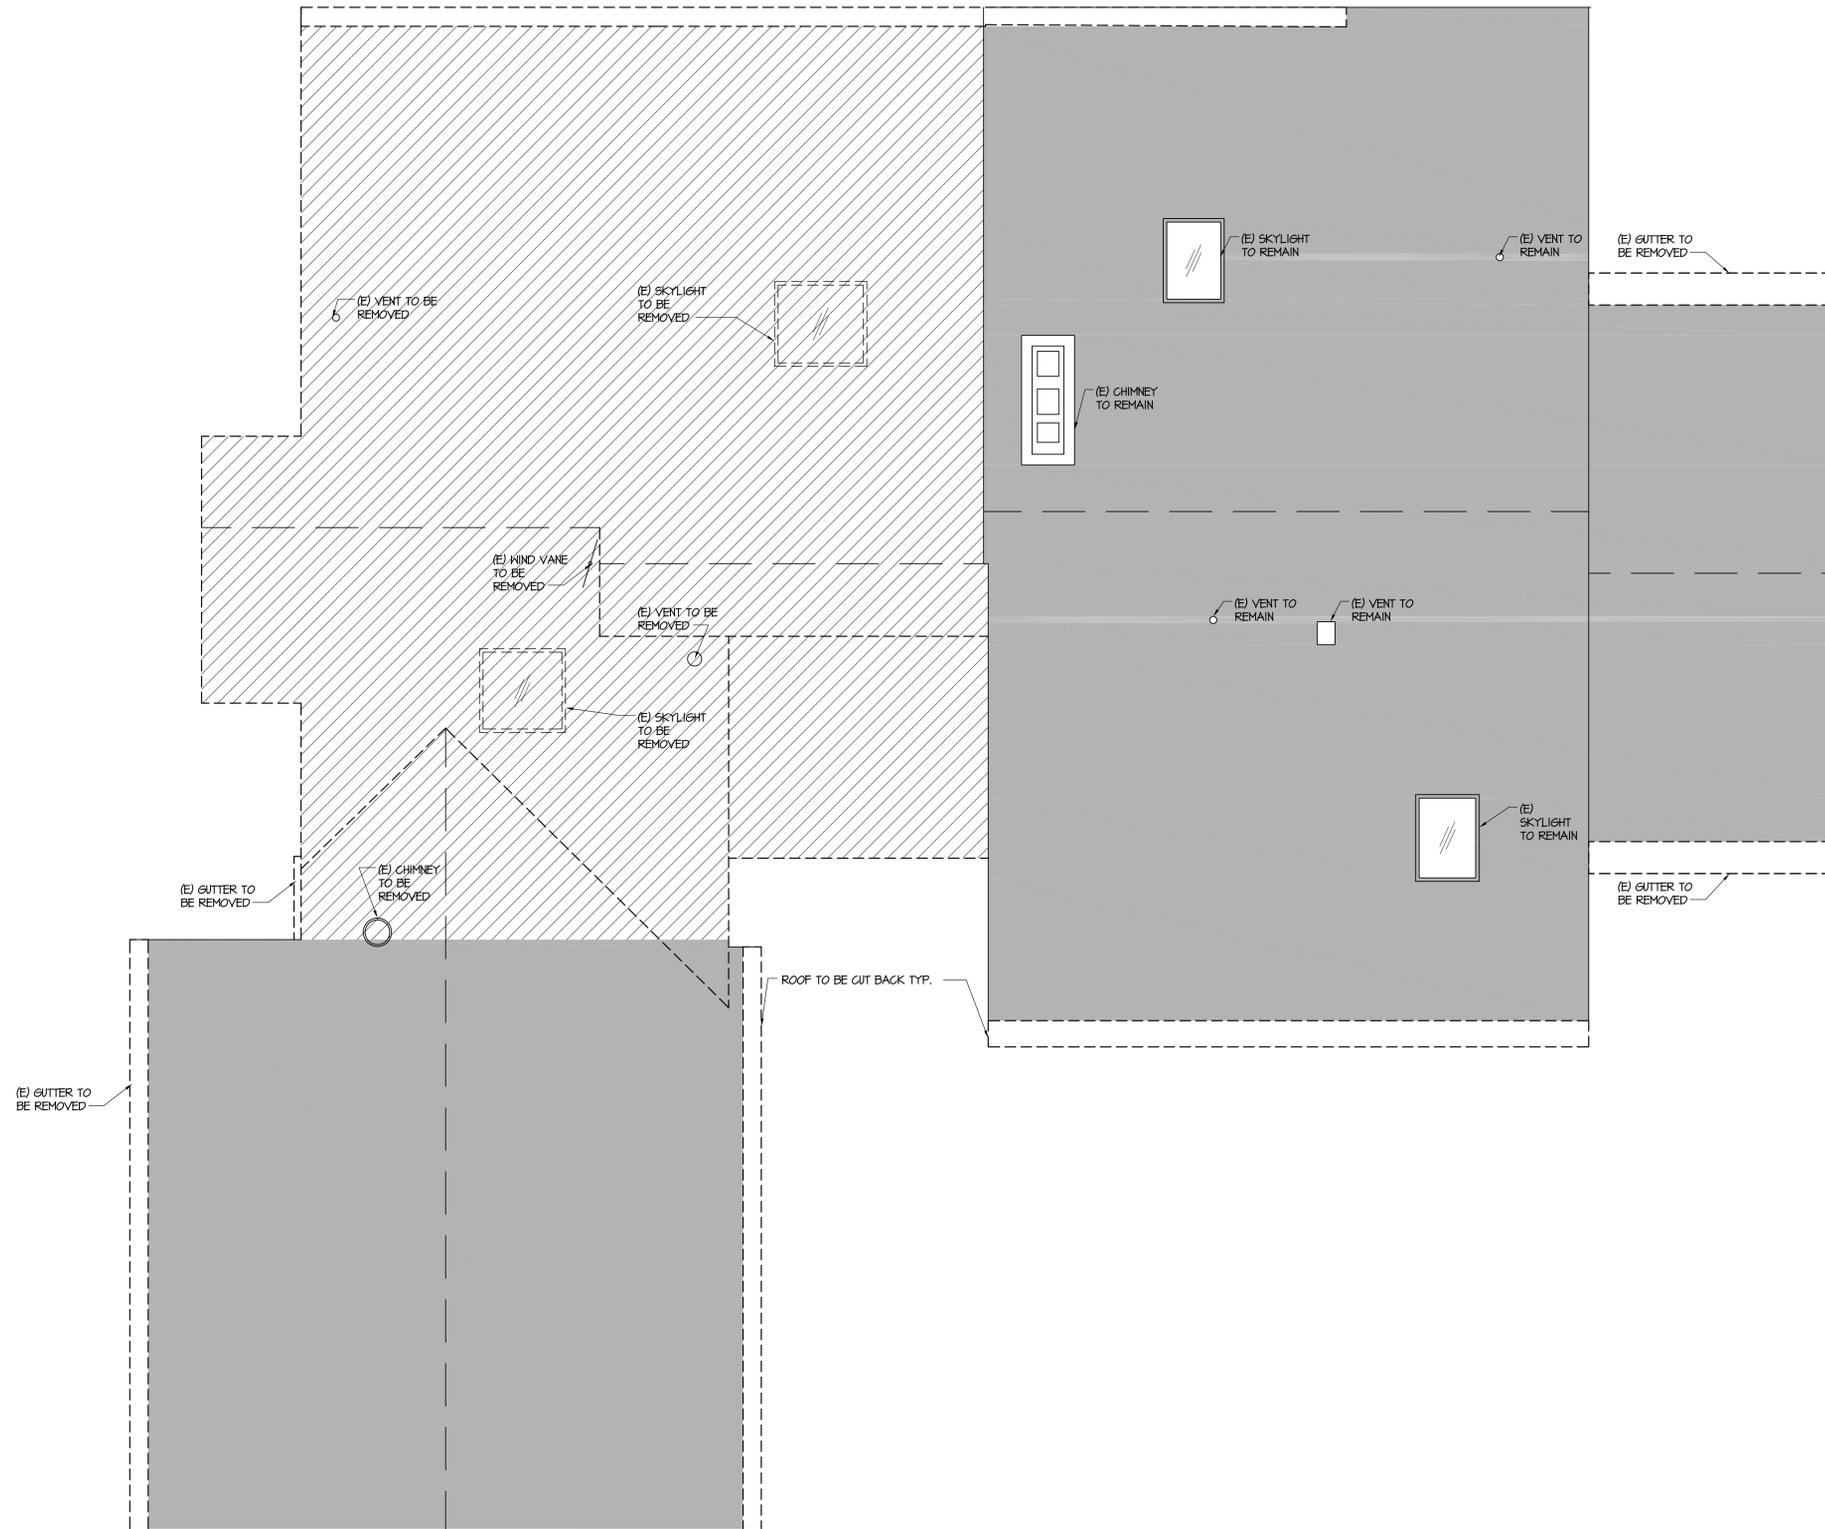 (E) SKYLIGHT
TO REMAIN
(E) VENT TO
REMAIN
(E) GUTTER TO
BE REMOVED
(E) VENT TO BE
REMOVED
(E) SKYLIGHT
TO BE
REMOVED
(E) CHIMNEY
TO REMAIN
(E) WIND VANE
TO BE
REMOVED
(E) VENT TO BE
REMOVED
(E) VENT TO
REMAIN
(E) VENT TO
REMAIN
(E) SKYLIGHT
TO BE
REMOVED
(E)
SKYLIGHT
TO REMAIN
(E) CHIMNEY
TO BE
REMOVED
(E) GUTTER TO
BE REMOVED
(E) GUTTER TO
BE REMOVED
ROOF TO BE CUT BACK TYP.
(E) GUTTER TO
BE REMOVED